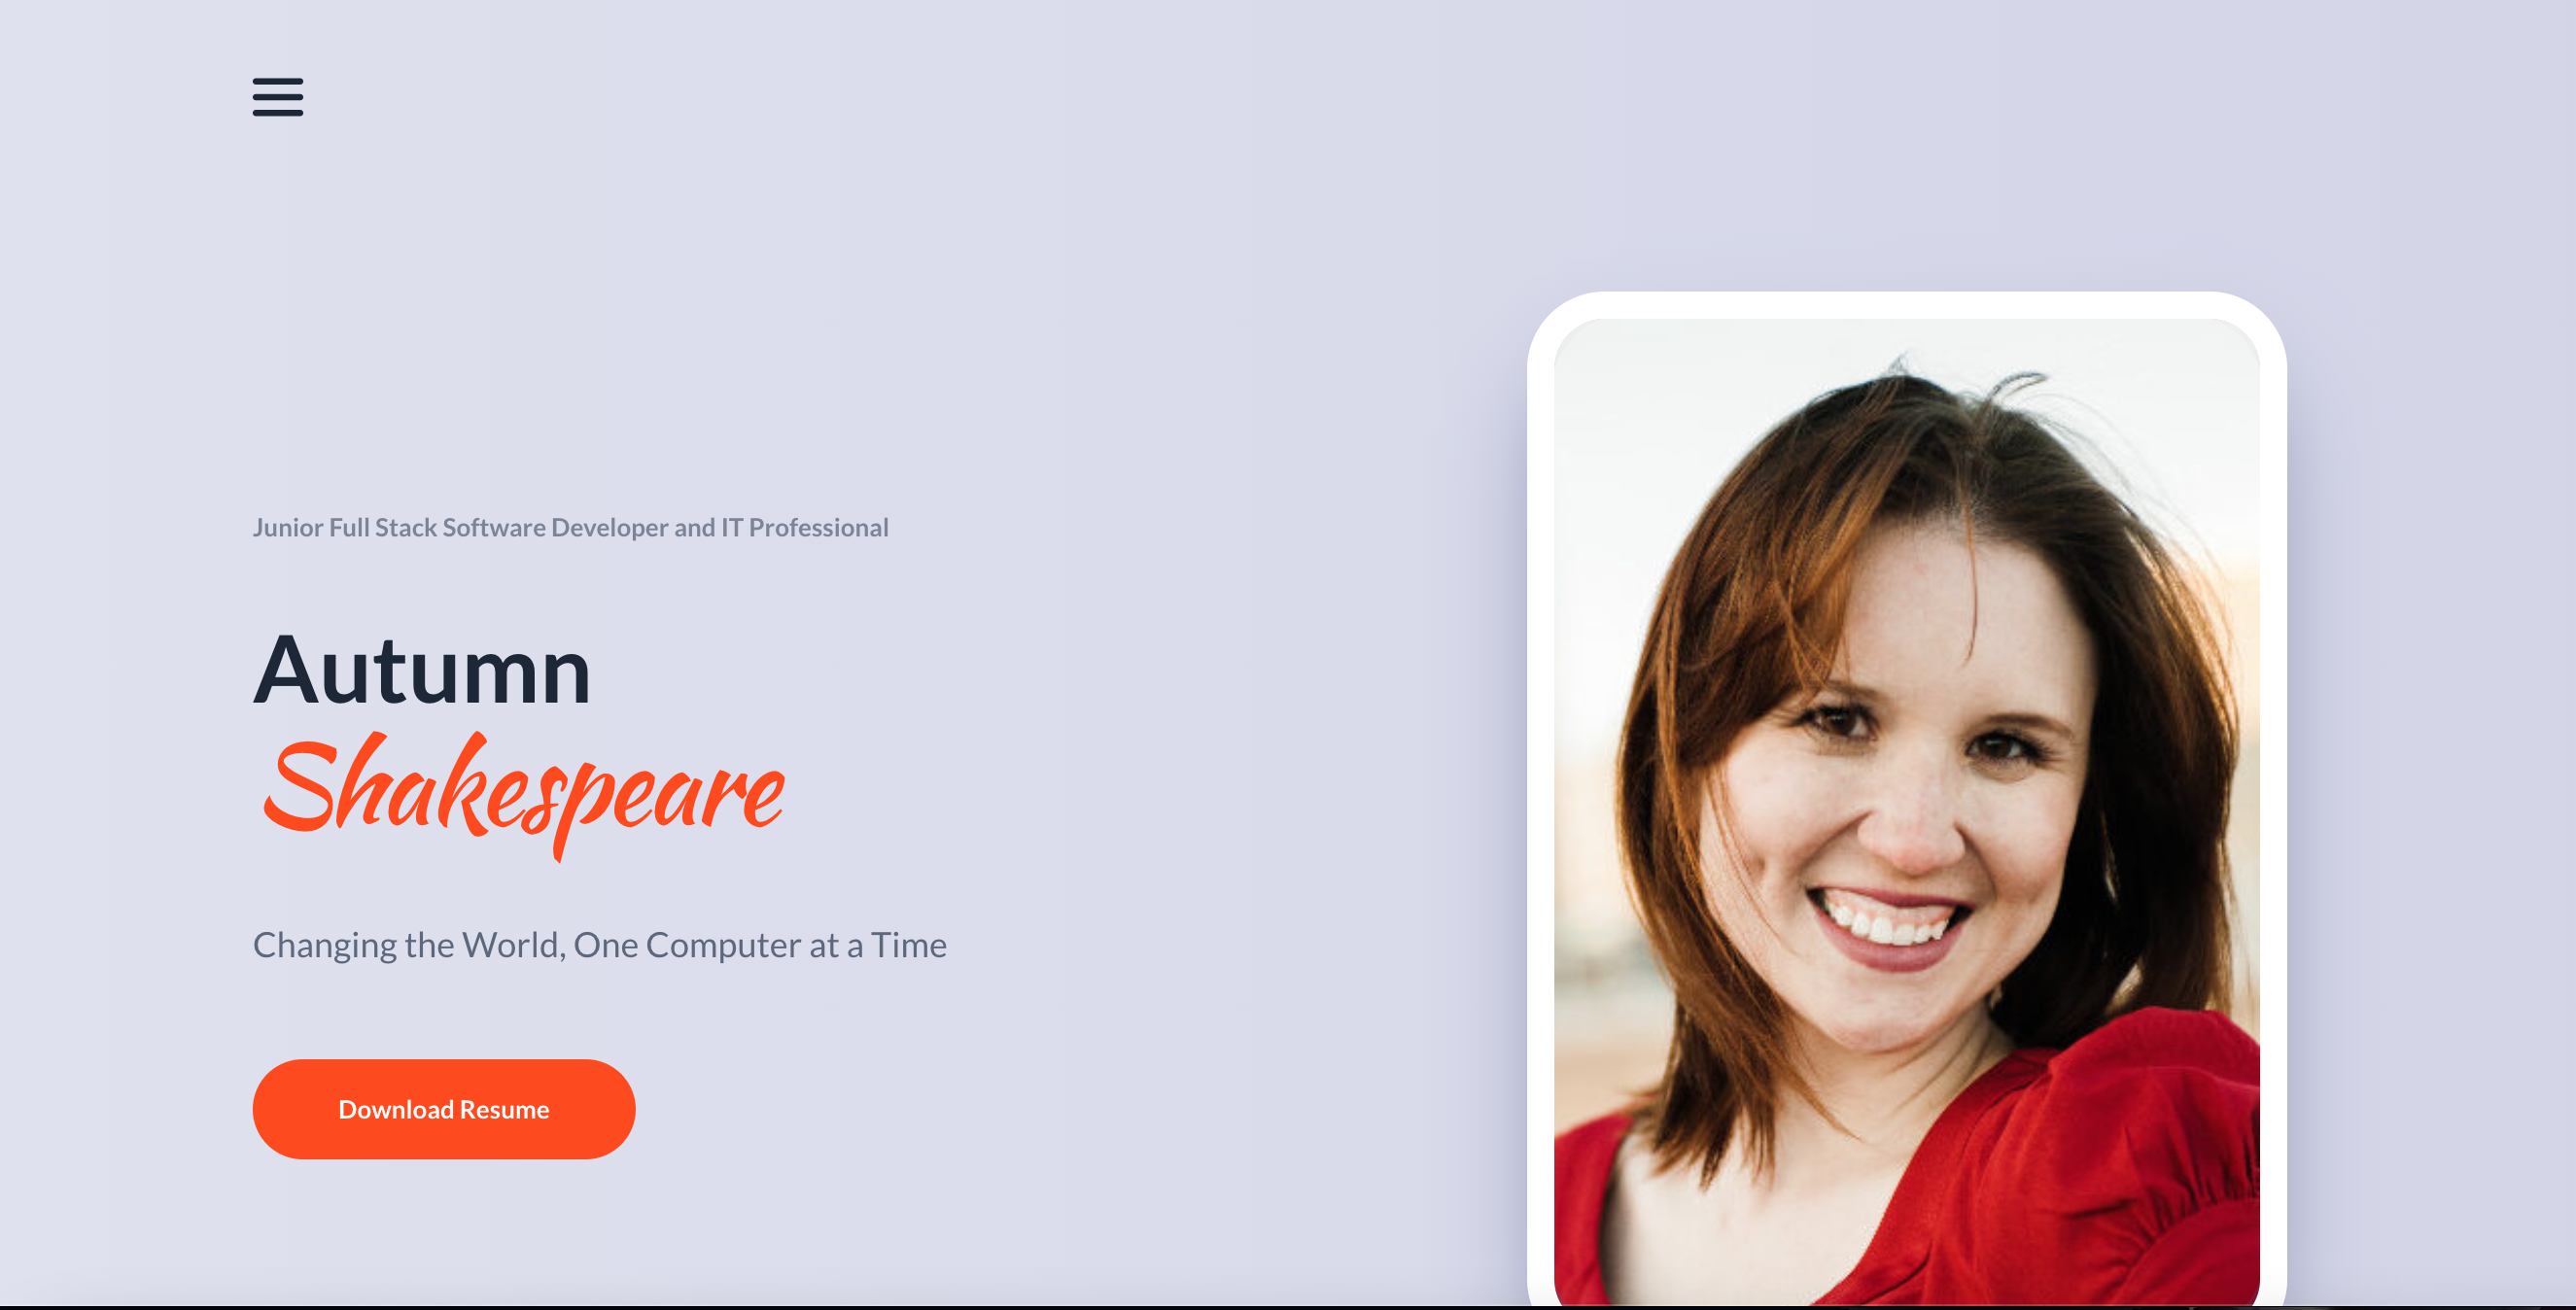 Junior Full Stack Software Developer and IT Professional
Autumn
Shakespeare
Changing the World, One Computer at a Time
Download Resume